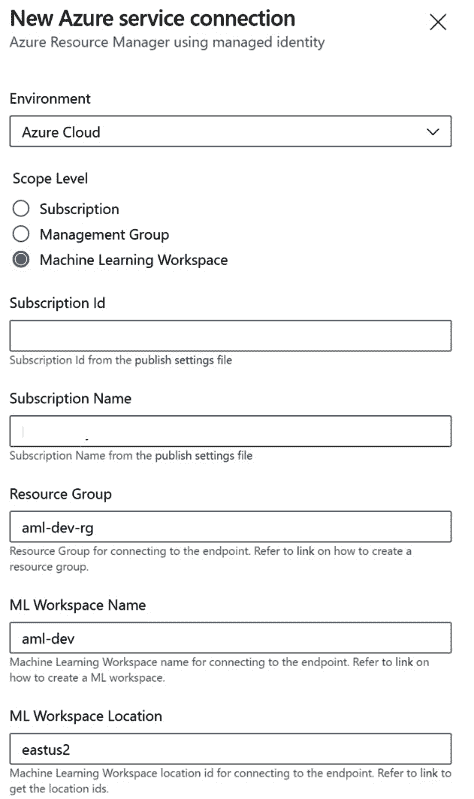 New Azure service connection
Azure Resource Manager using managed identity
Environment
Azure Cloud
Scope Level
Subscription
Management Group
Machine Learning Workspace
Subscription Id
Subscription Id from the publish settings file
Subscription Name
Subscription Name from the publish settings file
Resource Group
aml-dev-rg
Resource Group for connecting to the endpoint. Refer to link on how to create a
resource group.
ML Workspace Name
aml-dev
Machine Learning Workspace name for connecting to the endpoint. Refer to link on
how to create a ML workspace.
ML Workspace Location
eastus2
Machine Learning Workspace location id for connecting to the endpoint. Refer to link to
get the location ids.